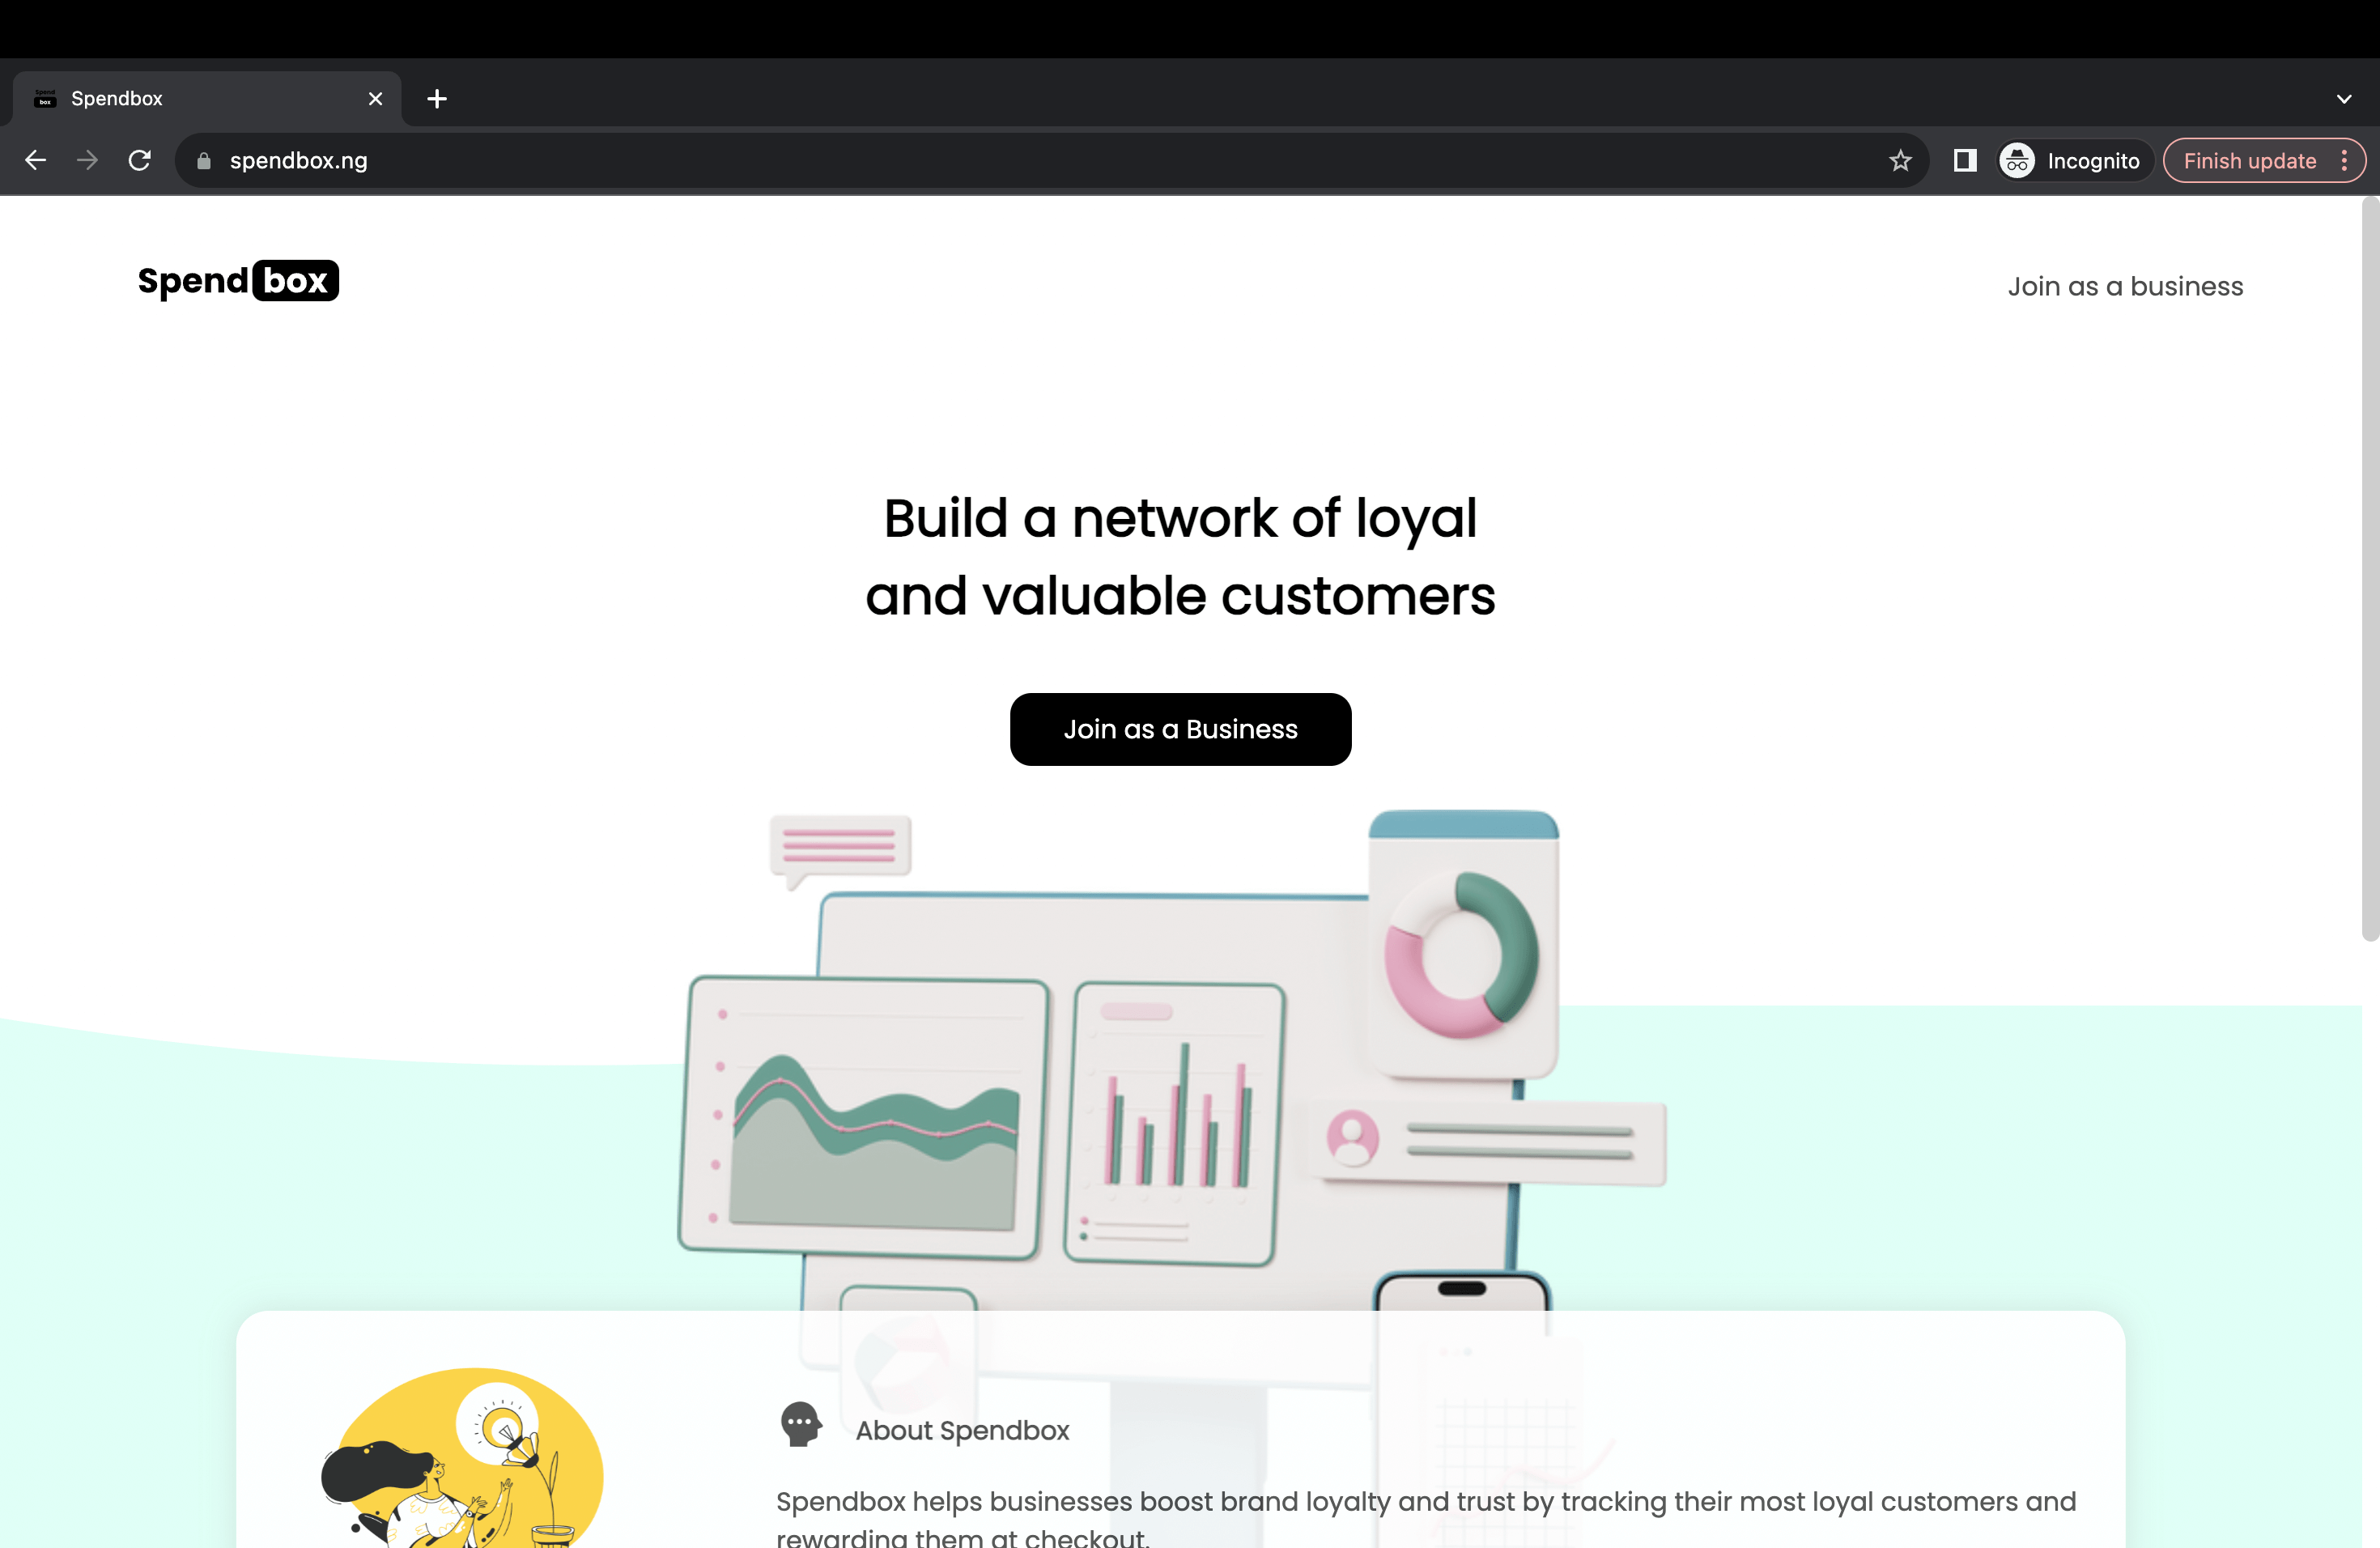 Spend
box
Spendbox
spendbox.ng
Incognito
Finish update
Spend box
Join as a business
Build a network of loyal
and valuable customers
Join as a Business
About Spendbox
Spendbox helps businesses boost brand loyalty and trust by tracking their most loyal customers and
rewarding them at checkout.